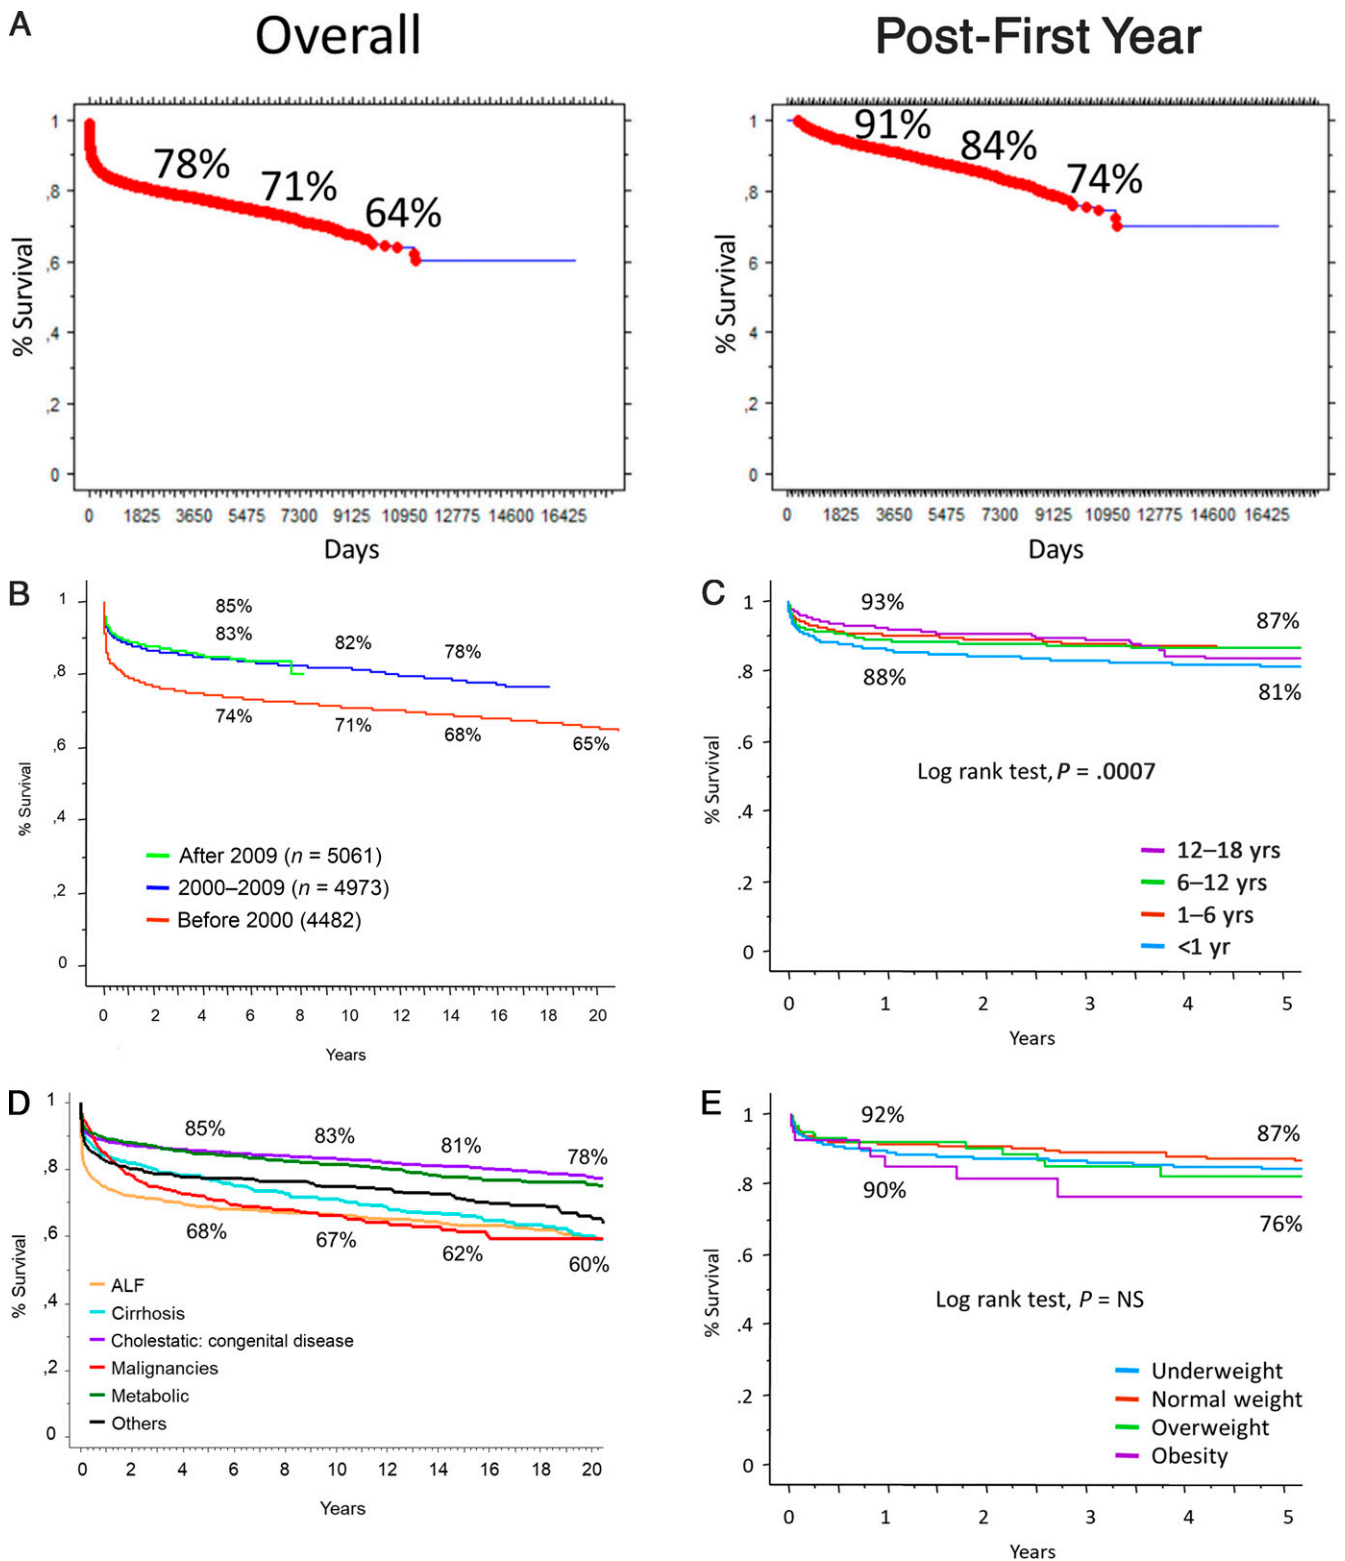 A
Overall
Post-First Year
78%
71%
64%
91%
84%
74%
1
,8
,6
,4
,2
0
% Survival
0 1825 3650 5475 7300 9125 10950 12775 14600 16425
Days
1
,8
,6
,4
,2
0
% Survival
0 1825 3650 5475 7300 9125 10950 12775 14600 16425
Days
B
85%
83%
82%
78%
74%
71%
68%
65%
1
,8
,6
,4
,2
0
% Survival
After 2009 (n = 5061)
2000–2009 (n = 4973)
Before 2000 (4482)
0 2 4 6 8 10 12 14 16 18 20
Years
C
93%
87%
88%
81%
1
.8
.6
.4
.2
0
% Survival
Log rank test, P = .0007
12–18 yrs
6–12 yrs
1–6 yrs
<1 yr
0 1 2 3 4 5
Years
D
85%
83%
81%
78%
68%
67%
62%
60%
1
,8
,6
,4
,2
0
% Survival
ALF
Cirrhosis
Cholestatic: congenital disease
Malignancies
Metabolic
Others
0 2 4 6 8 10 12 14 16 18 20
Years
E
92%
87%
90%
76%
1
.8
.6
.4
.2
0
% Survival
Log rank test, P = NS
Underweight
Normal weight
Overweight
Obesity
0 1 2 3 4 5
Years